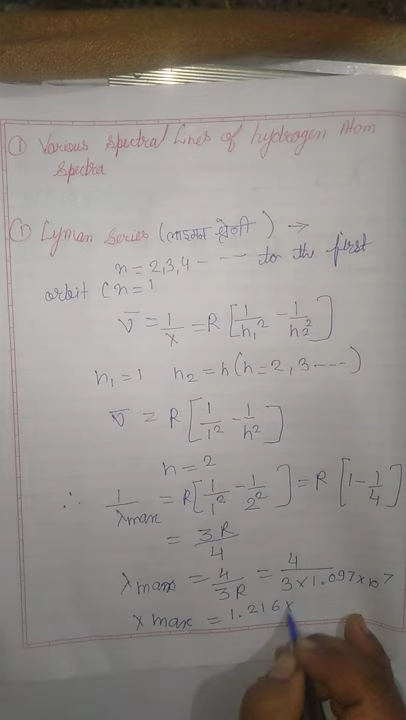 ① Various Spectral Lines of hydrogen Atom
Spectra
① Lyman Series (लाइमन श्रेणी) →
n = 2,3,4 - - - - - to the first
orbit ( n = 1
ν̅ = 1/λ = R [1/n₁² - 1/n₂²]
n₁ = 1 n₂ = n (n = 2, 3 - - - -)
ν̅ = R [1/1² - 1/n²]
n = 2
∴ 1/λmax = R[1/1² - 1/2²] = R [1 - 1/4]
= 3R/4
λmax = 4/3R = 4/3×1.097×10⁷
λmax = 1.216×